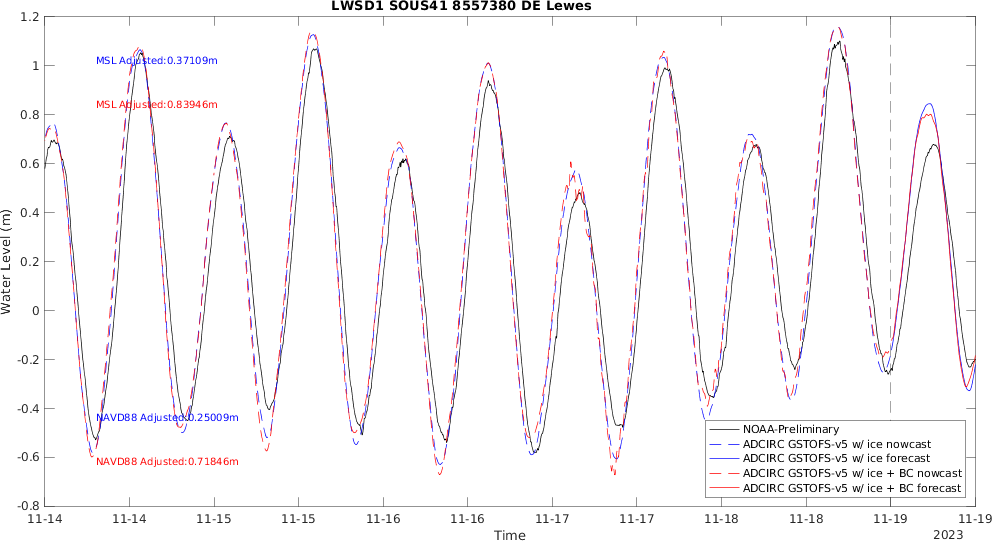 LWSD1 SOUS41 8557380 DE Lewes
Water Level (m)
1.2
1
0.8
0.6
0.4
0.2
0
-0.2
-0.4
-0.6
-0.8
MSL Adjusted:0.37109m
MSL Adjusted:0.83946m
NAVD88 Adjusted:0.25009m
NAVD88 Adjusted:0.71846m
NOAA-Preliminary
ADCIRC GSTOFS-v5 w/ ice nowcast
ADCIRC GSTOFS-v5 w/ ice forecast
ADCIRC GSTOFS-v5 w/ ice + BC nowcast
ADCIRC GSTOFS-v5 w/ ice + BC forecast
11-14 11-14 11-15 11-15 11-16 11-16 11-17 11-17 11-18 11-18 11-19 11-19
Time
2023